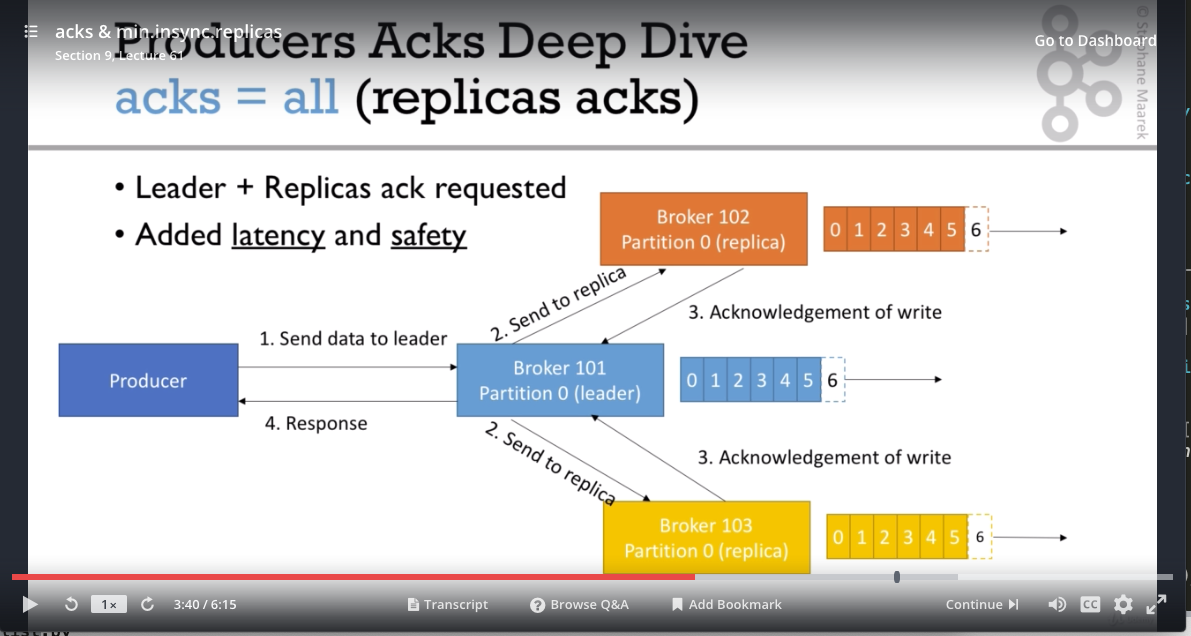 acks & min.insync.replicas
Section 9, Lecture 61
Go to Dashboard
Producers Acks Deep Dive
acks = all (replicas acks)
© Stéphane Maarek
• Leader + Replicas ack requested
• Added latency and safety
Broker 102
Partition 0 (replica)
0 1 2 3 4 5 6
2. Send to replica
3. Acknowledgement of write
1. Send data to leader
Producer
Broker 101
Partition 0 (leader)
0 1 2 3 4 5 6
4. Response
2. Send to replica
3. Acknowledgement of write
Broker 103
Partition 0 (replica)
0 1 2 3 4 5 6
1×
3:40 / 6:15
Transcript
Browse Q&A
Add Bookmark
Continue
CC